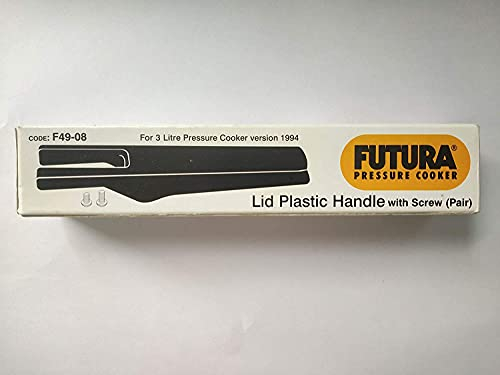 CODE: F49-08
For 3 Litre Pressure Cooker version 1994
FUTURA®
PRESSURE COOKER
Lid Plastic Handle with Screw (Pair)